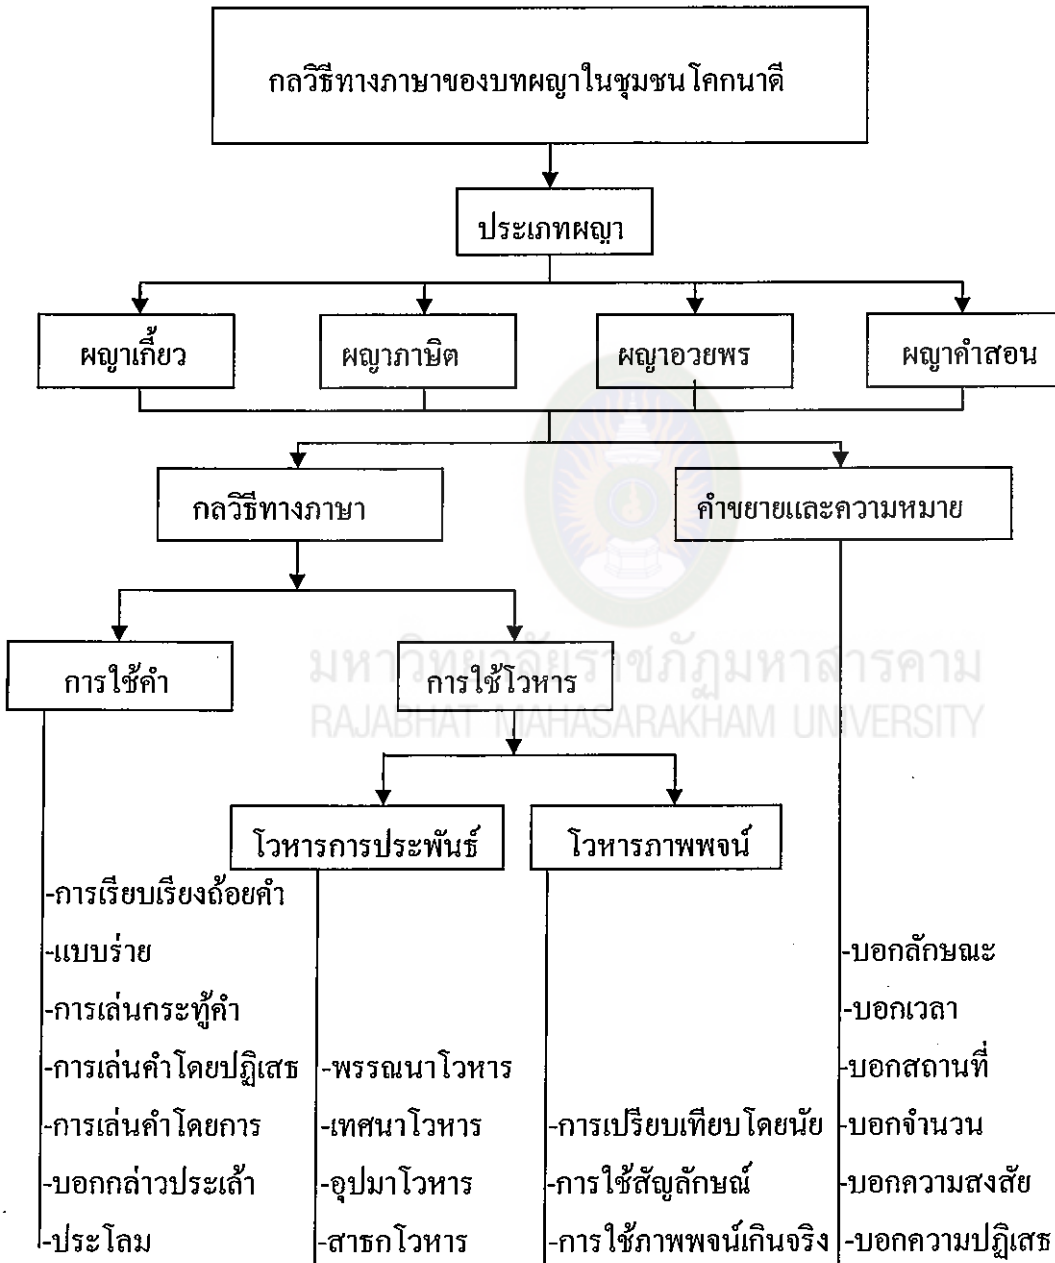 กลวิธีทางภาษาของบทผญาในชุมชนโคกนาดี
ประเภทผญา
ผญาเกี้ยว
ผญาภาษิต
ผญาอวยพร
ผญาคำสอน
กลวิธีทางภาษา
คำขยายและความหมาย
การใช้คำ
การใช้โวหาร
มหาวิทยาลัยราชภัฏมหาสารคาม
RAJABHAT MAHASARAKHAM UNIVERSITY
โวหารการประพันธ์
โวหารภาพพจน์
-การเรียบเรียงถ้อยคำ
-แบบร่าย
-การเล่นกระทู้คำ
-การเล่นคำโดยปฏิเสธ
-การเล่นคำโดยการ
-บอกกล่าวประเล้า
-ประโลม
-พรรณนาโวหาร
-เทศนาโวหาร
-อุปมาโวหาร
-สาธกโวหาร
-การเปรียบเทียบโดยนัย
-การใช้สัญลักษณ์
-การใช้ภาพพจน์เกินจริง
-บอกลักษณะ
-บอกเวลา
-บอกสถานที่
-บอกจำนวน
-บอกความสงสัย
-บอกความปฏิเสธ